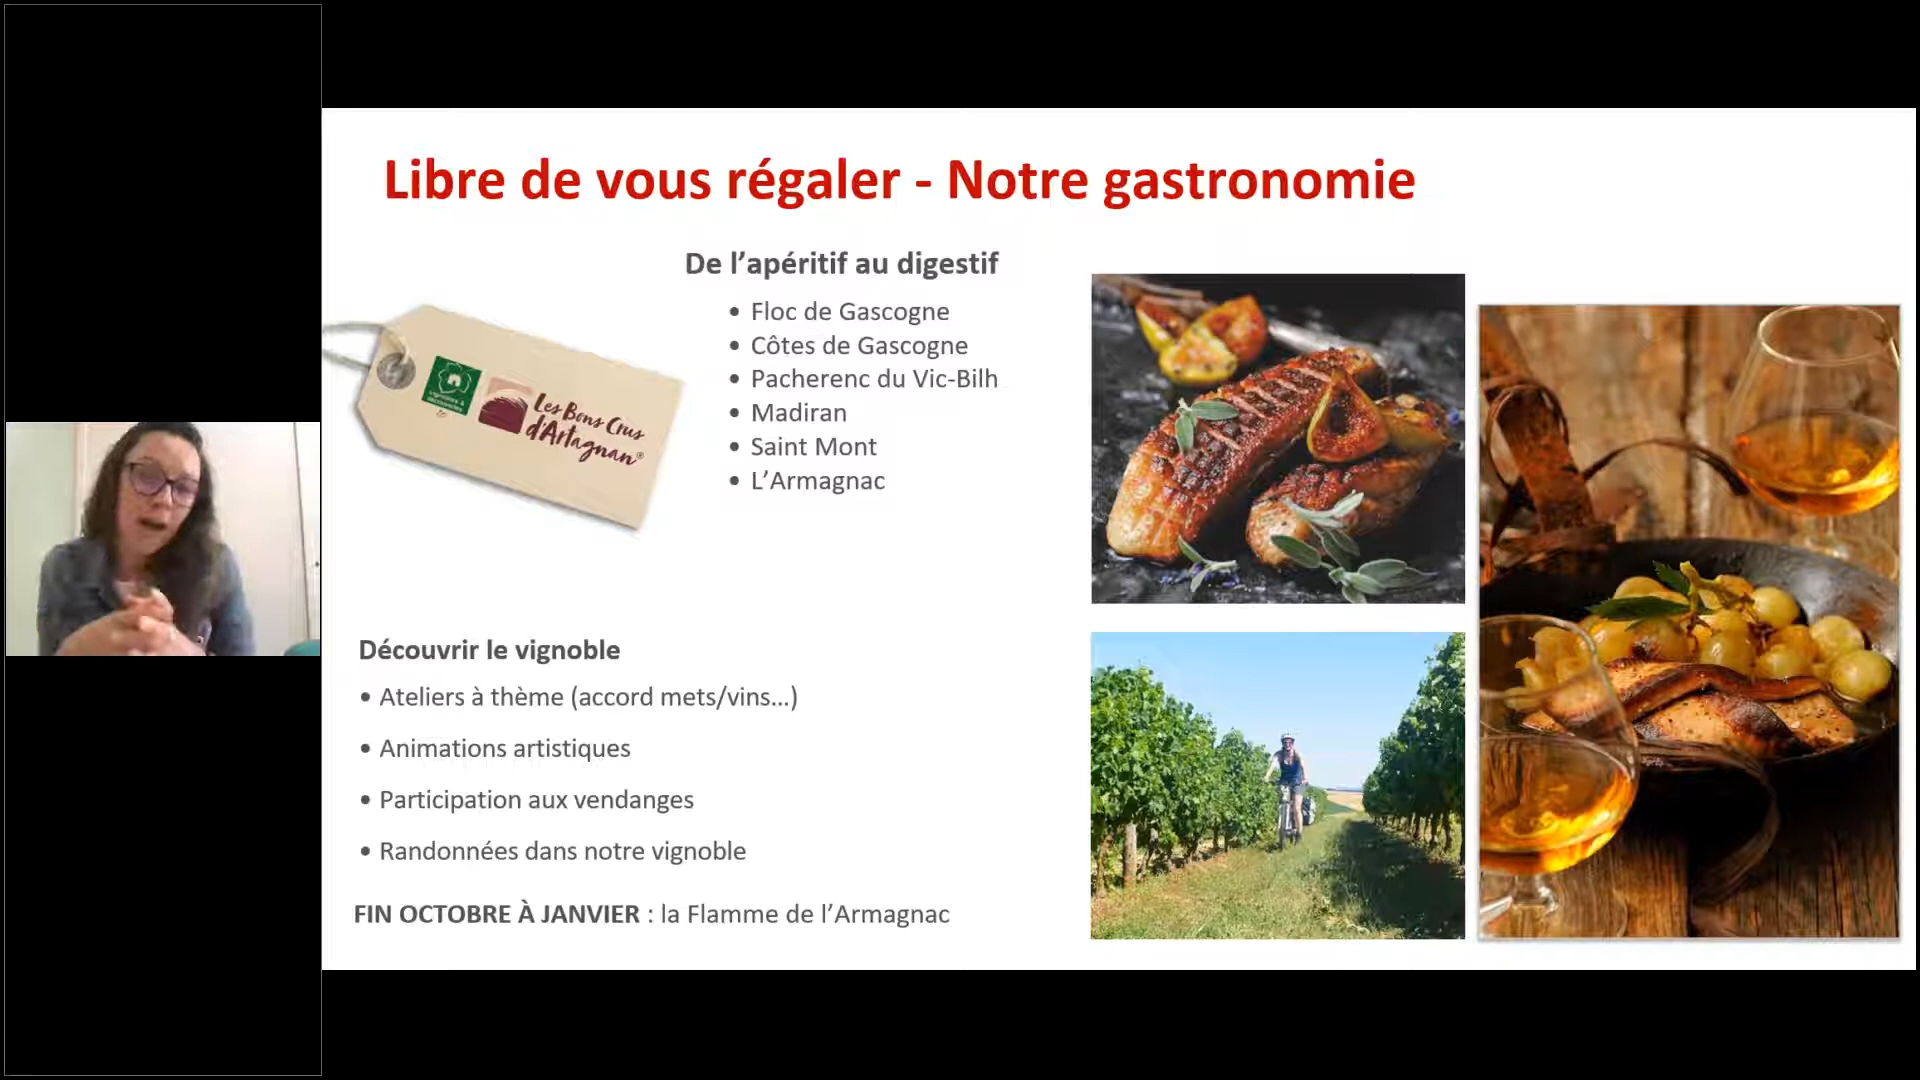 Libre de vous régaler - Notre gastronomie
De l’apéritif au digestif
• Floc de Gascogne
• Côtes de Gascogne
• Pacherenc du Vic-Bilh
• Madiran
• Saint Mont
• L’Armagnac
Les Bons Crus
d'Artagnan®
Découvrir le vignoble
• Ateliers à thème (accord mets/vins…)
• Animations artistiques
• Participation aux vendanges
• Randonnées dans notre vignoble
FIN OCTOBRE À JANVIER : la Flamme de l’Armagnac